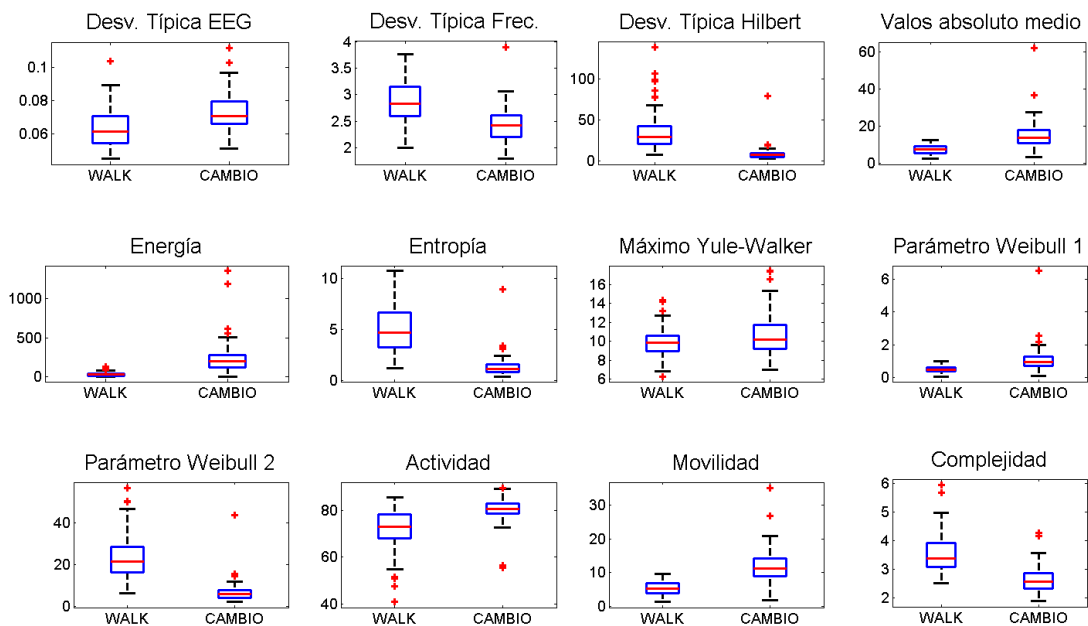 Desv. Típica EEG
Desv. Típica Frec.
Desv. Típica Hilbert
Valos absoluto medio
0.1
0.08
0.06
WALK CAMBIO
4
3.5
3
2.5
2
WALK CAMBIO
100
50
0
WALK CAMBIO
60
40
20
0
WALK CAMBIO
Energía
Entropía
Máximo Yule-Walker
Parámetro Weibull 1
1000
500
0
WALK CAMBIO
10
5
0
WALK CAMBIO
16
14
12
10
8
6
WALK CAMBIO
6
4
2
0
WALK CAMBIO
Parámetro Weibull 2
Actividad
Movilidad
Complejidad
40
20
0
WALK CAMBIO
80
60
40
WALK CAMBIO
30
20
10
0
WALK CAMBIO
6
5
4
3
2
WALK CAMBIO